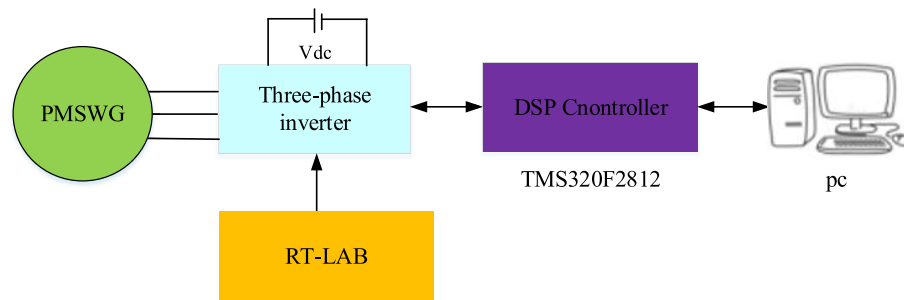 Vdc
PMSWG
Three-phase
inverter
DSP Cnontroller
TMS320F2812
pc
RT-LAB